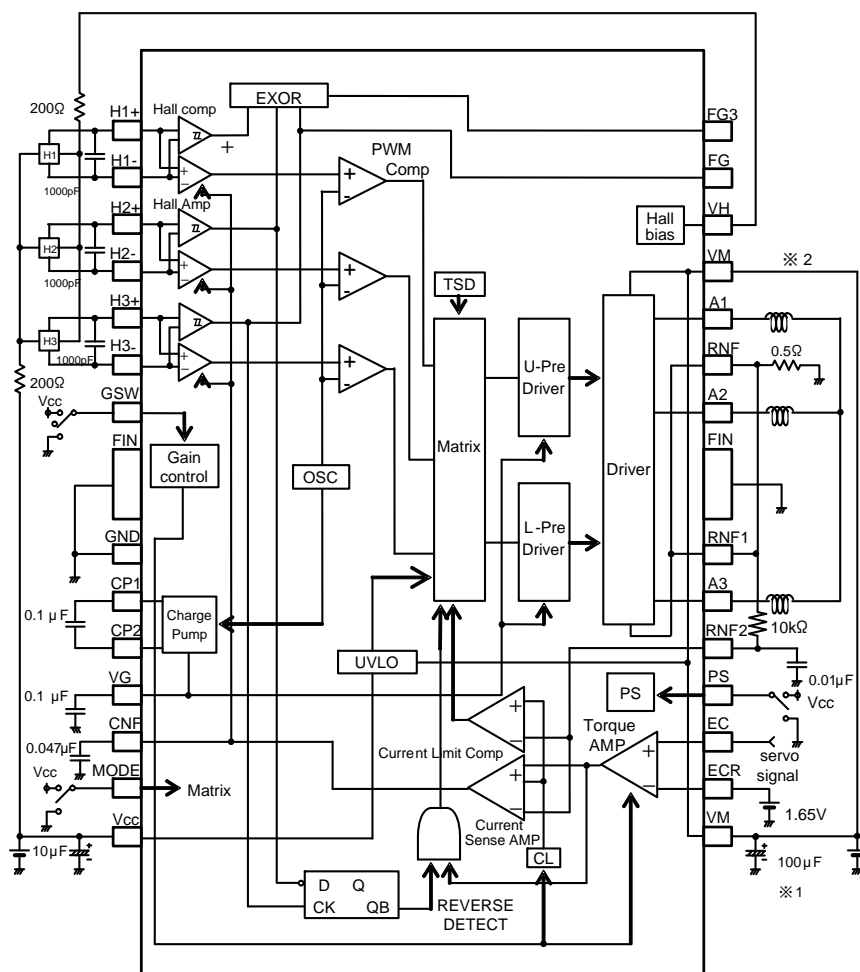 200Ω
H1+
Hall comp
EXOR
FG3
H1
+
H1-
PWM
Comp
FG
1000pF
+
-
+
-
H2+
Hall Amp
Hall
bias
VH
H2
H2-
1000pF
+
-
+
-
VM
※2
TSD
H3+
A1
H3
H3-
1000pF
+
-
+
-
U-Pre
Driver
RNF
0.5Ω
200Ω
Vcc
GSW
A2
FIN
Gain
control
OSC
Matrix
Driver
FIN
GND
L-Pre
Driver
RNF1
CP1
A3
0.1 μF
Charge
Pump
CP2
10kΩ
RNF2
UVLO
0.01μF
VG
PS
PS
Vcc
0.1 μF
+
-
Torque
AMP
CNF
EC
0.047μF
Current Limit Comp
+
-
servo
signal
Vcc
MODE
Matrix
+
+
-
ECR
1.65V
Vcc
Current
Sense AMP
VM
10μF
+
-
CL
+
-
100μF
※1
D
Q
CK
QB
REVERSE
DETECT